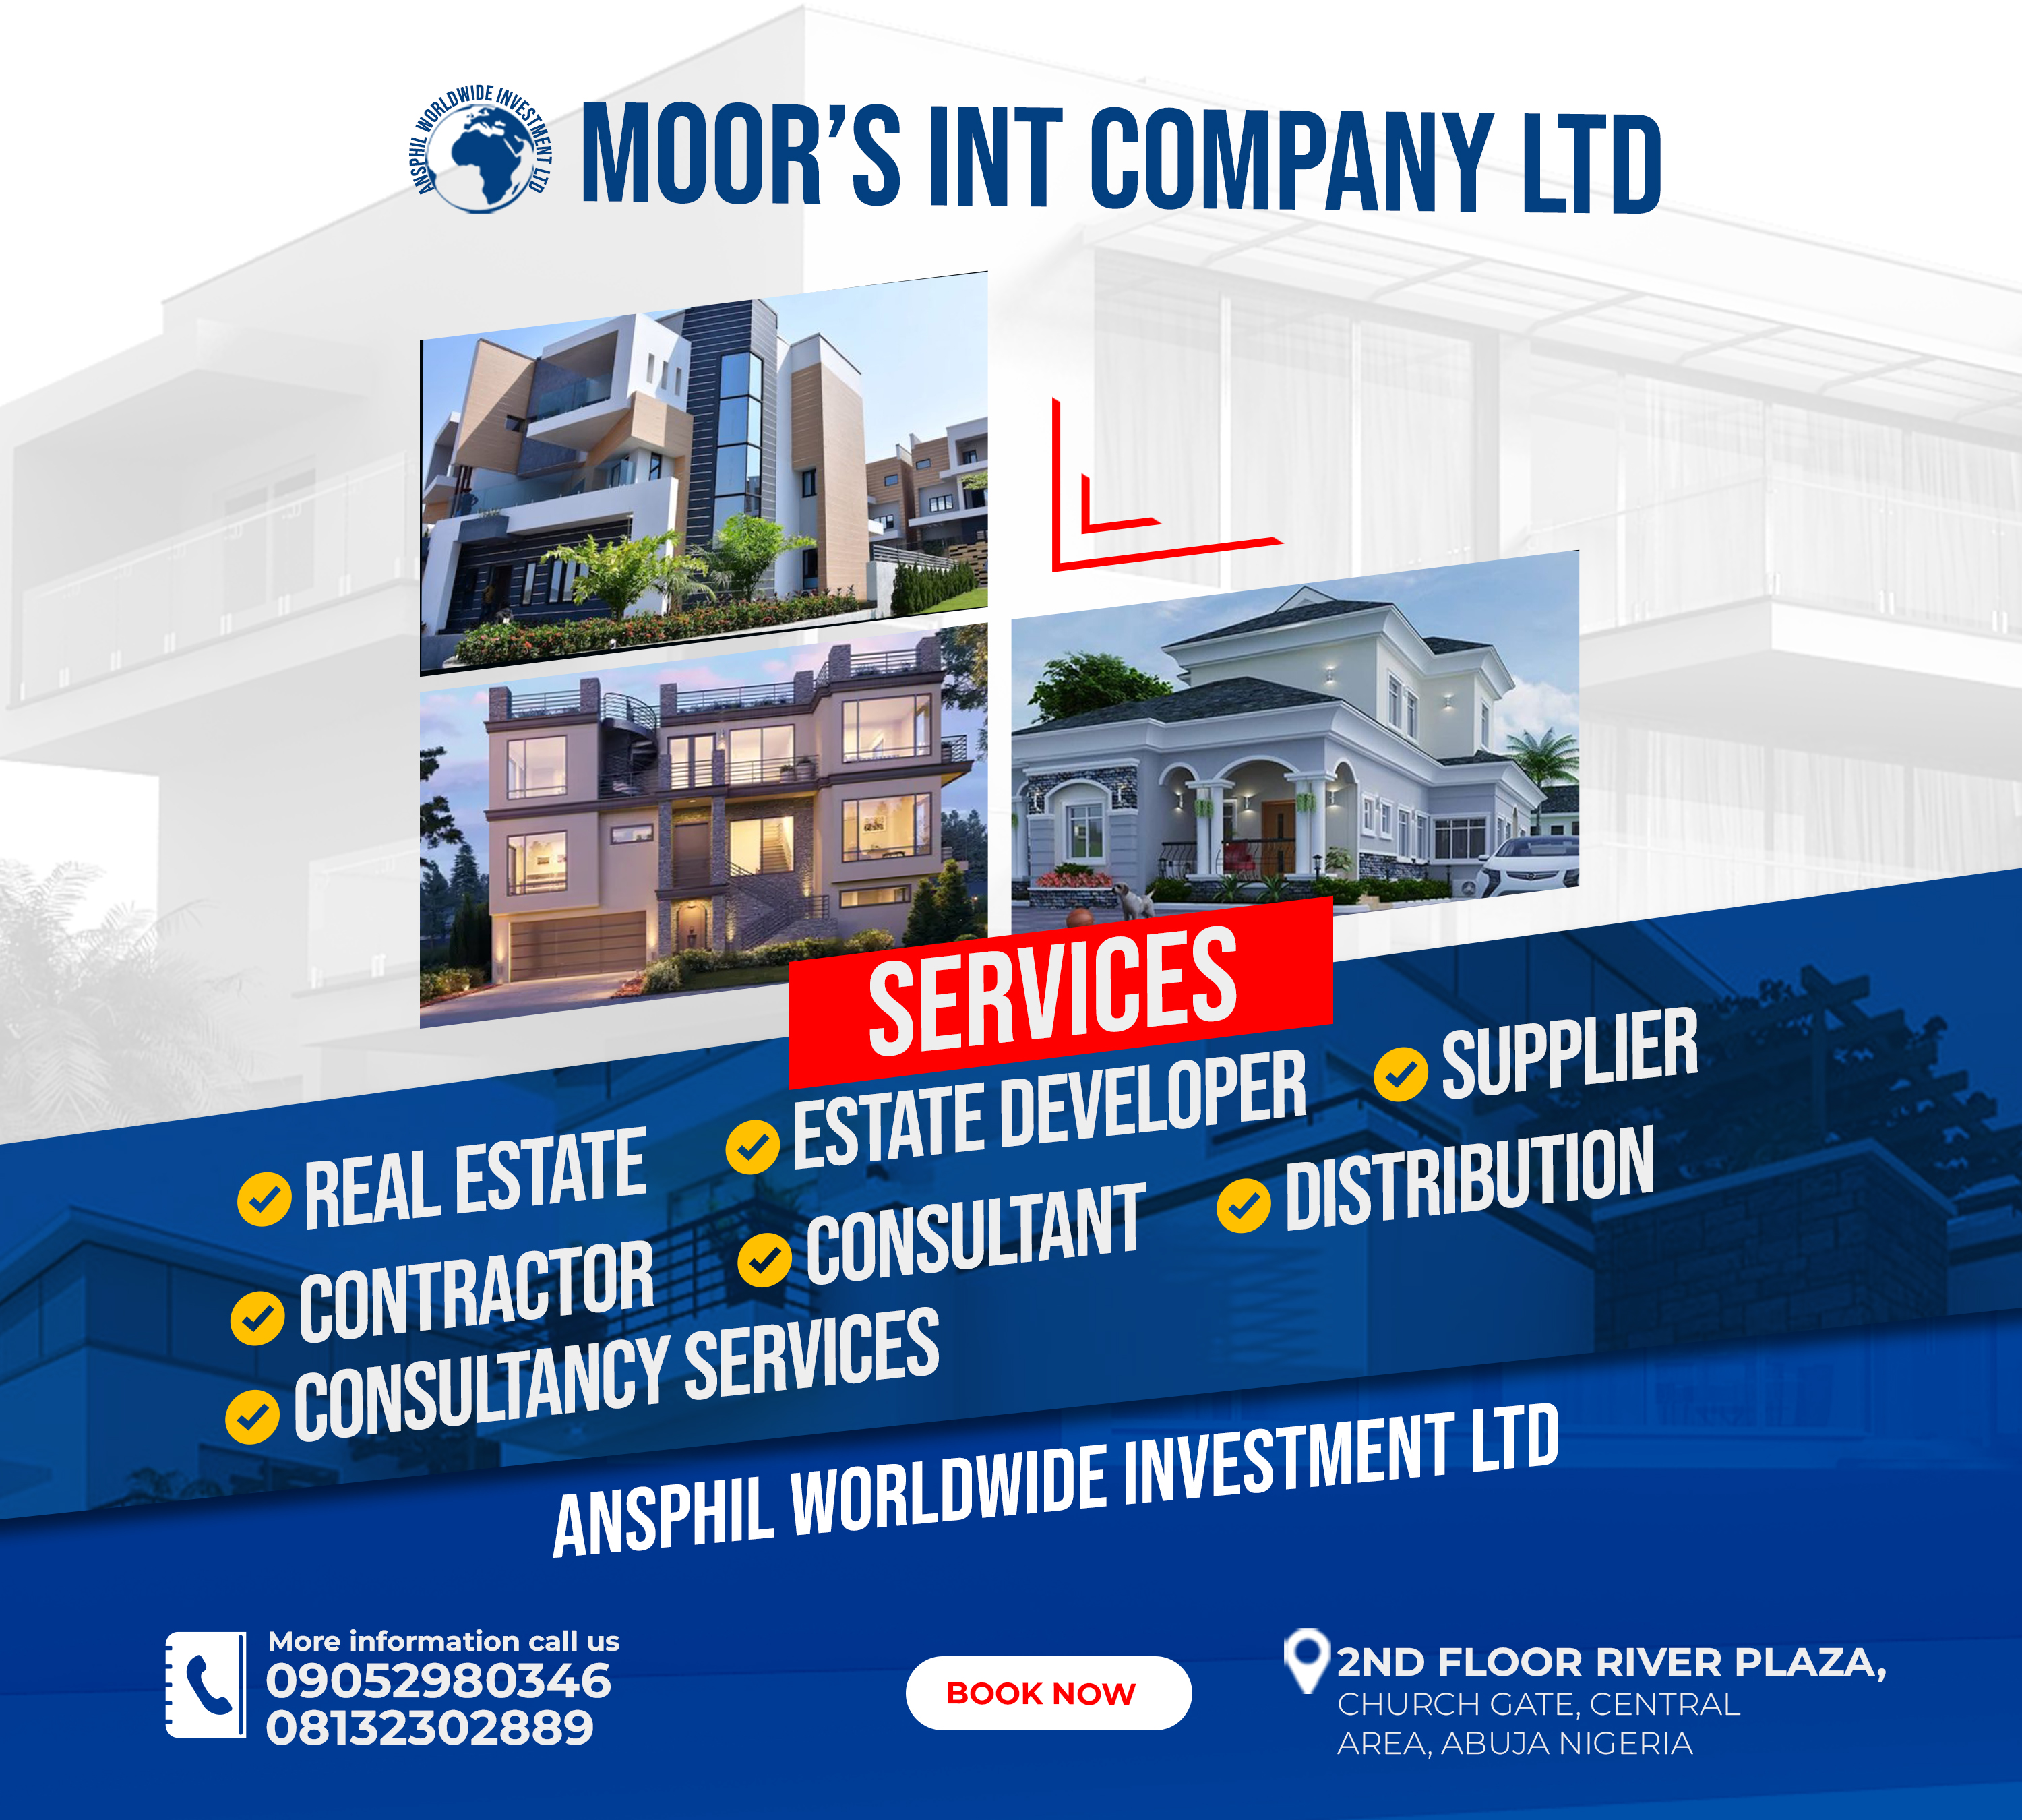 ANSPHIL WORLDWIDE INVESTMENT LTD
MOOR'S INT COMPANY LTD
SERVICES
REAL ESTATE
ESTATE DEVELOPER
SUPPLIER
CONTRACTOR
CONSULTANT
DISTRIBUTION
CONSULTANCY SERVICES
ANSPHIL WORLDWIDE INVESTMENT LTD
More information call us
09052980346
08132302889
BOOK NOW
2ND FLOOR RIVER PLAZA,
CHURCH GATE, CENTRAL
AREA, ABUJA NIGERIA